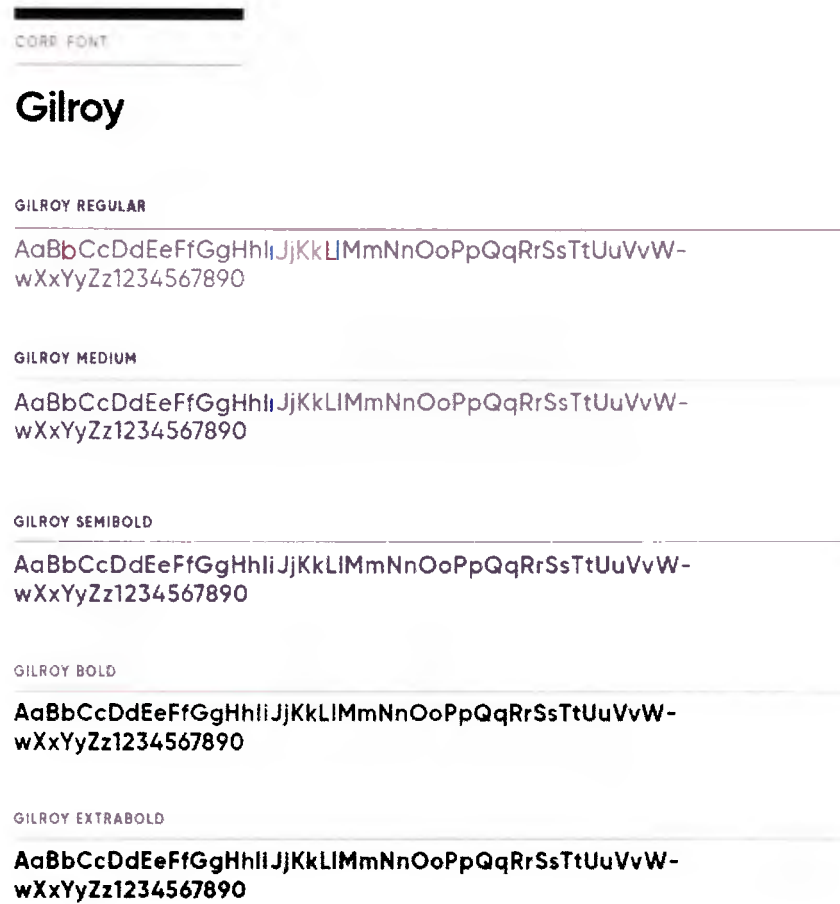 CORP FONT
Gilroy
GILROY REGULAR
AaBbCcDdEeFfGgHhIiJjKkLlMmNnOoPpQqRrSsTtUuVvW-
wXxYyZz1234567890
GILROY MEDIUM
AaBbCcDdEeFfGgHhIiJjKkLlMmNnOoPpQqRrSsTtUuVvW-
wXxYyZz1234567890
GILROY SEMIBOLD
AaBbCcDdEeFfGgHhIiJjKkLlMmNnOoPpQqRrSsTtUuVvW-
wXxYyZz1234567890
GILROY BOLD
AaBbCcDdEeFfGgHhIiJjKkLlMmNnOoPpQqRrSsTtUuVvW-
wXxYyZz1234567890
GILROY EXTRABOLD
AaBbCcDdEeFfGgHhIiJjKkLlMmNnOoPpQqRrSsTtUuVvW-
wXxYyZz1234567890